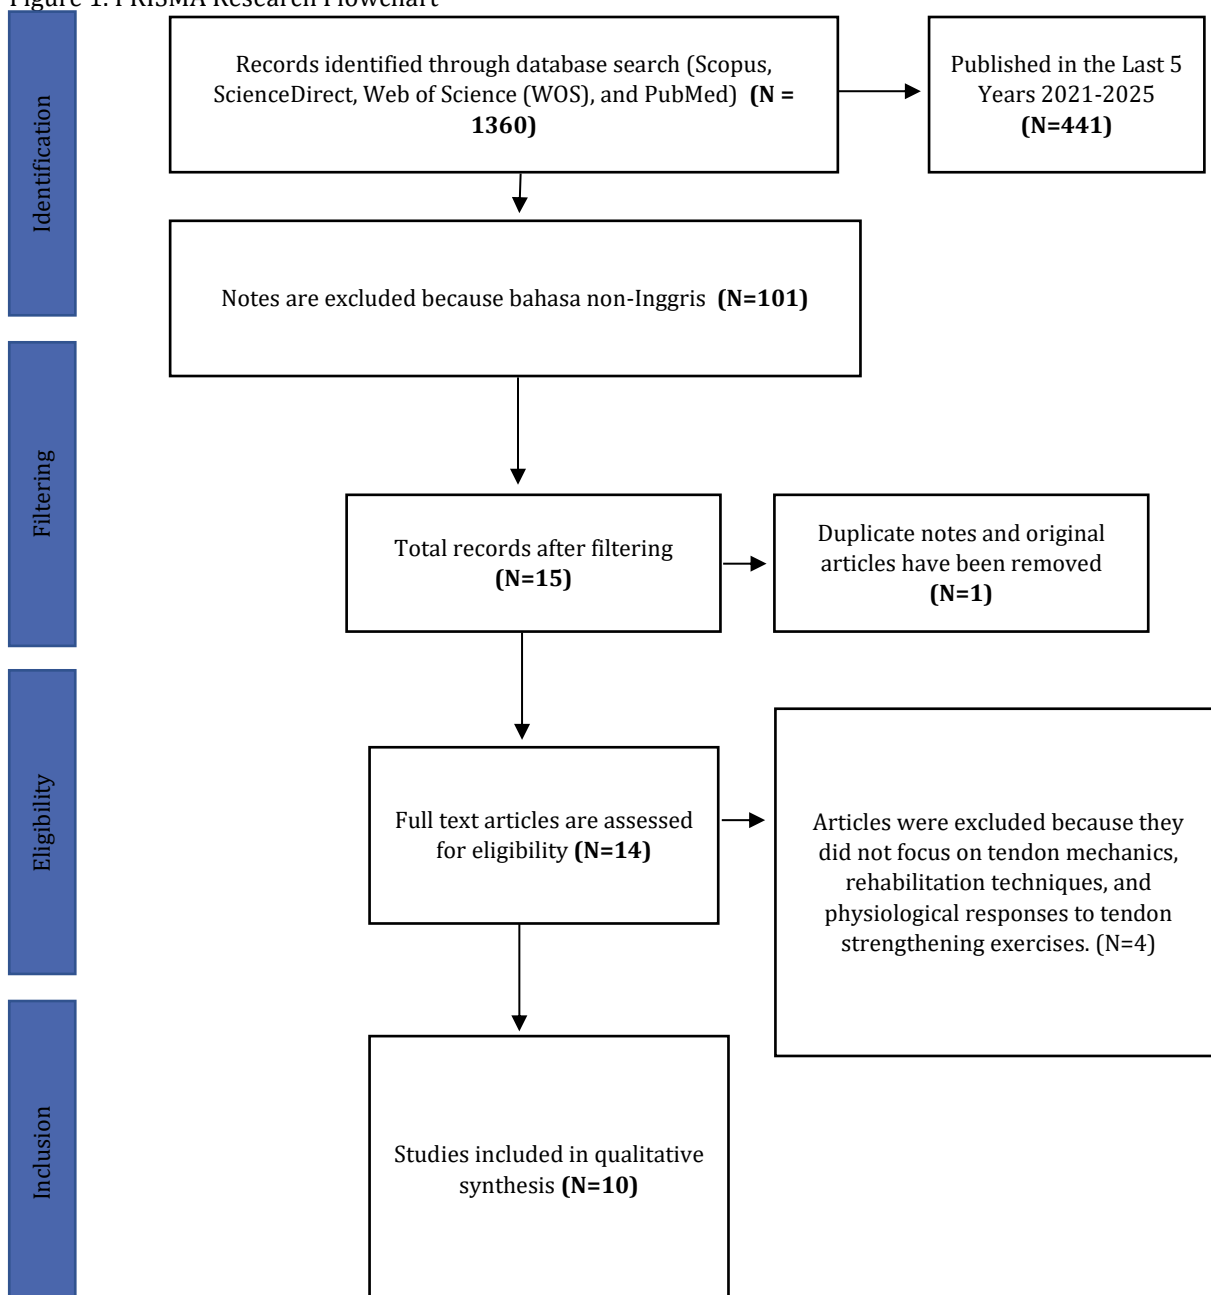 Figure 1. PRISMA Research Flowchart
Identification
Records identified through database search (Scopus,
ScienceDirect, Web of Science (WOS), and PubMed) (N =
1360)
Published in the Last 5
Years 2021-2025
(N=441)
Notes are excluded because bahasa non-Inggris (N=101)
Filtering
Total records after filtering
(N=15)
Duplicate notes and original
articles have been removed
(N=1)
Eligibility
Full text articles are assessed
for eligibility (N=14)
Articles were excluded because they
did not focus on tendon mechanics,
rehabilitation techniques, and
physiological responses to tendon
strengthening exercises. (N=4)
Inclusion
Studies included in qualitative
synthesis (N=10)